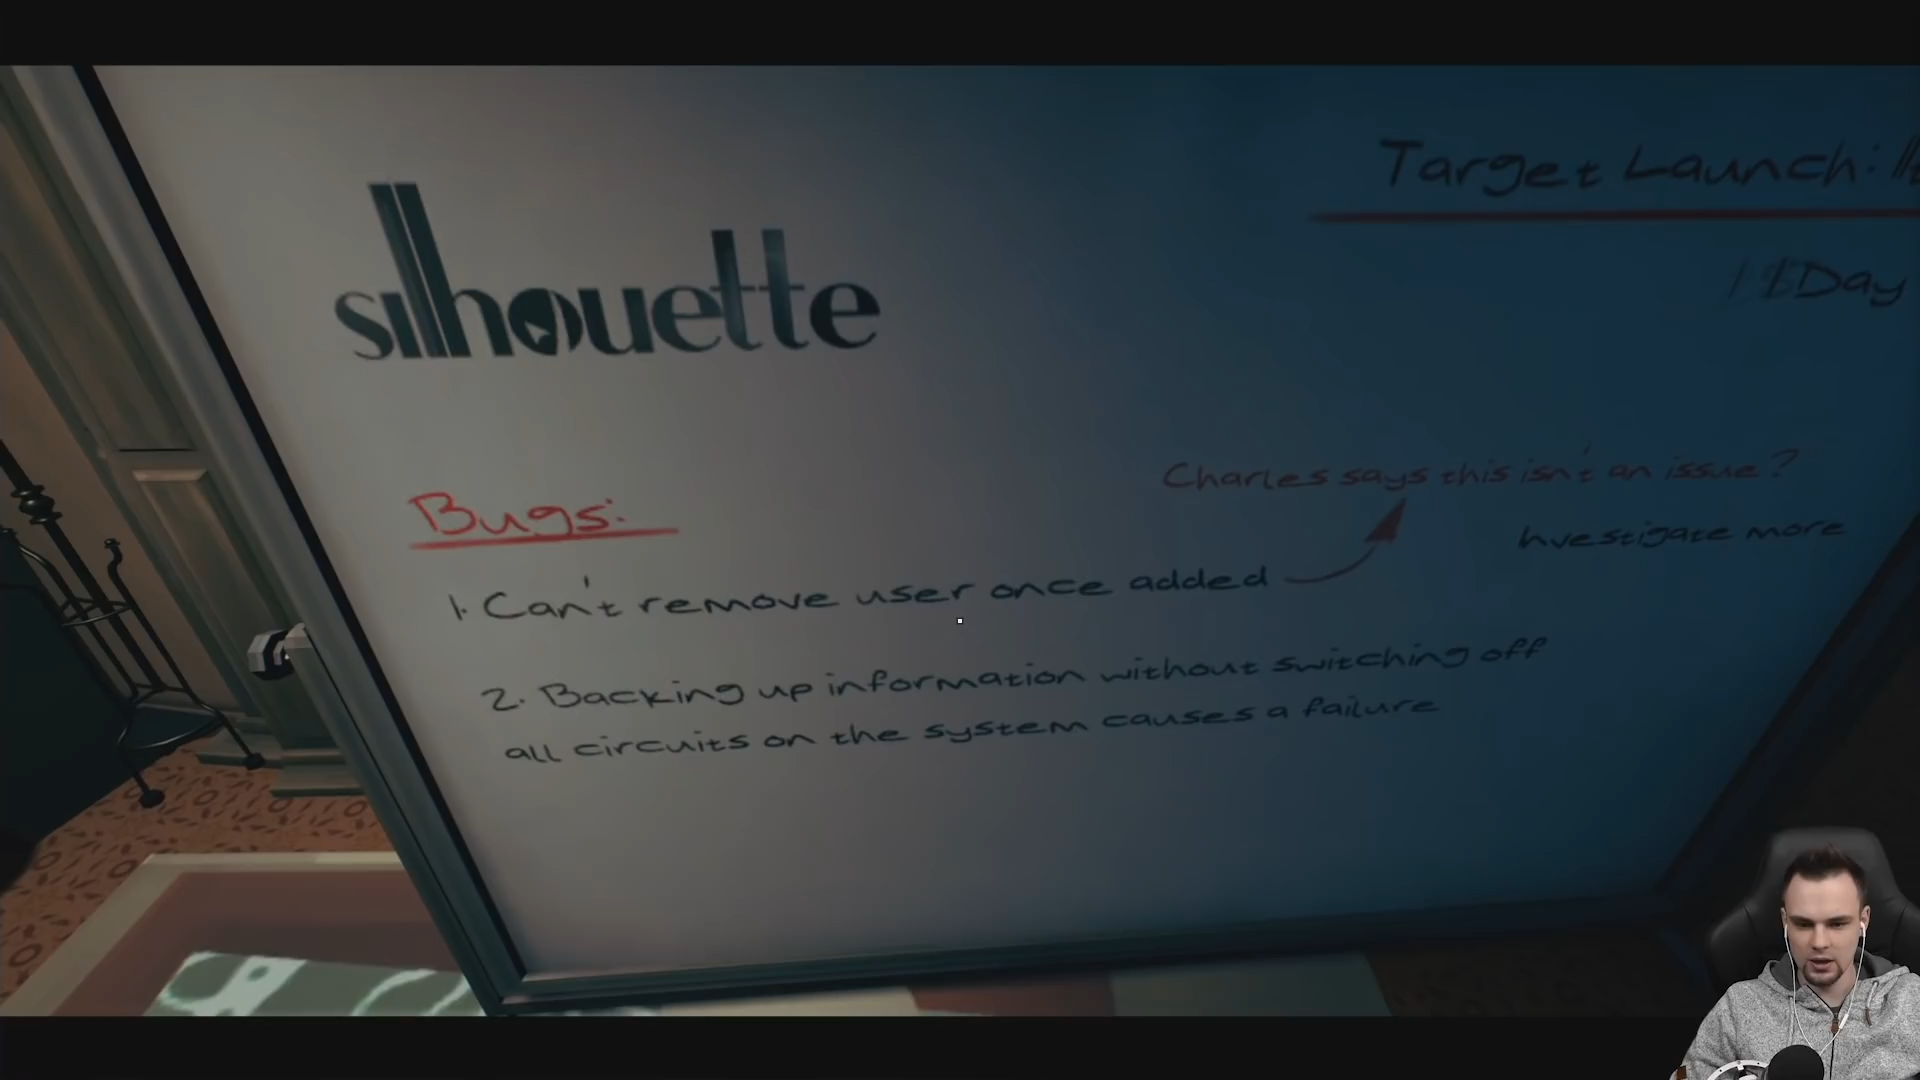 silhouette
Target Launch:
Day
Bugs:
Charles says this isn't an issue?
Investigate more
1. Can't remove user once added
2. Backing up information without switching off
all circuits on the system causes a failure